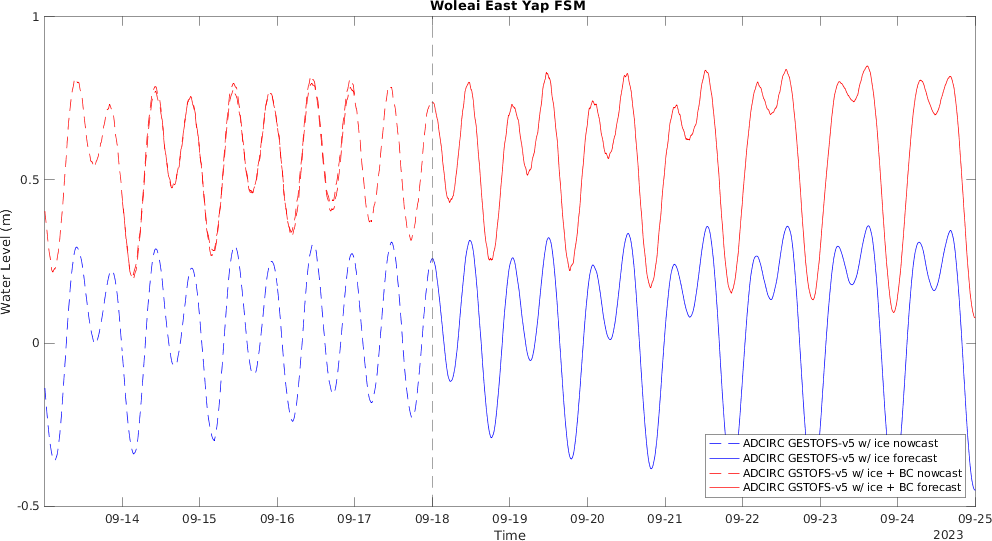 Woleai East Yap FSM
1
0.5
0
-0.5
Water Level (m)
ADCIRC GESTOFS-v5 w/ ice nowcast
ADCIRC GESTOFS-v5 w/ ice forecast
ADCIRC GSTOFS-v5 w/ ice + BC nowcast
ADCIRC GSTOFS-v5 w/ ice + BC forecast
09-14 09-15 09-16 09-17 09-18 09-19 09-20 09-21 09-22 09-23 09-24 09-25
Time
2023